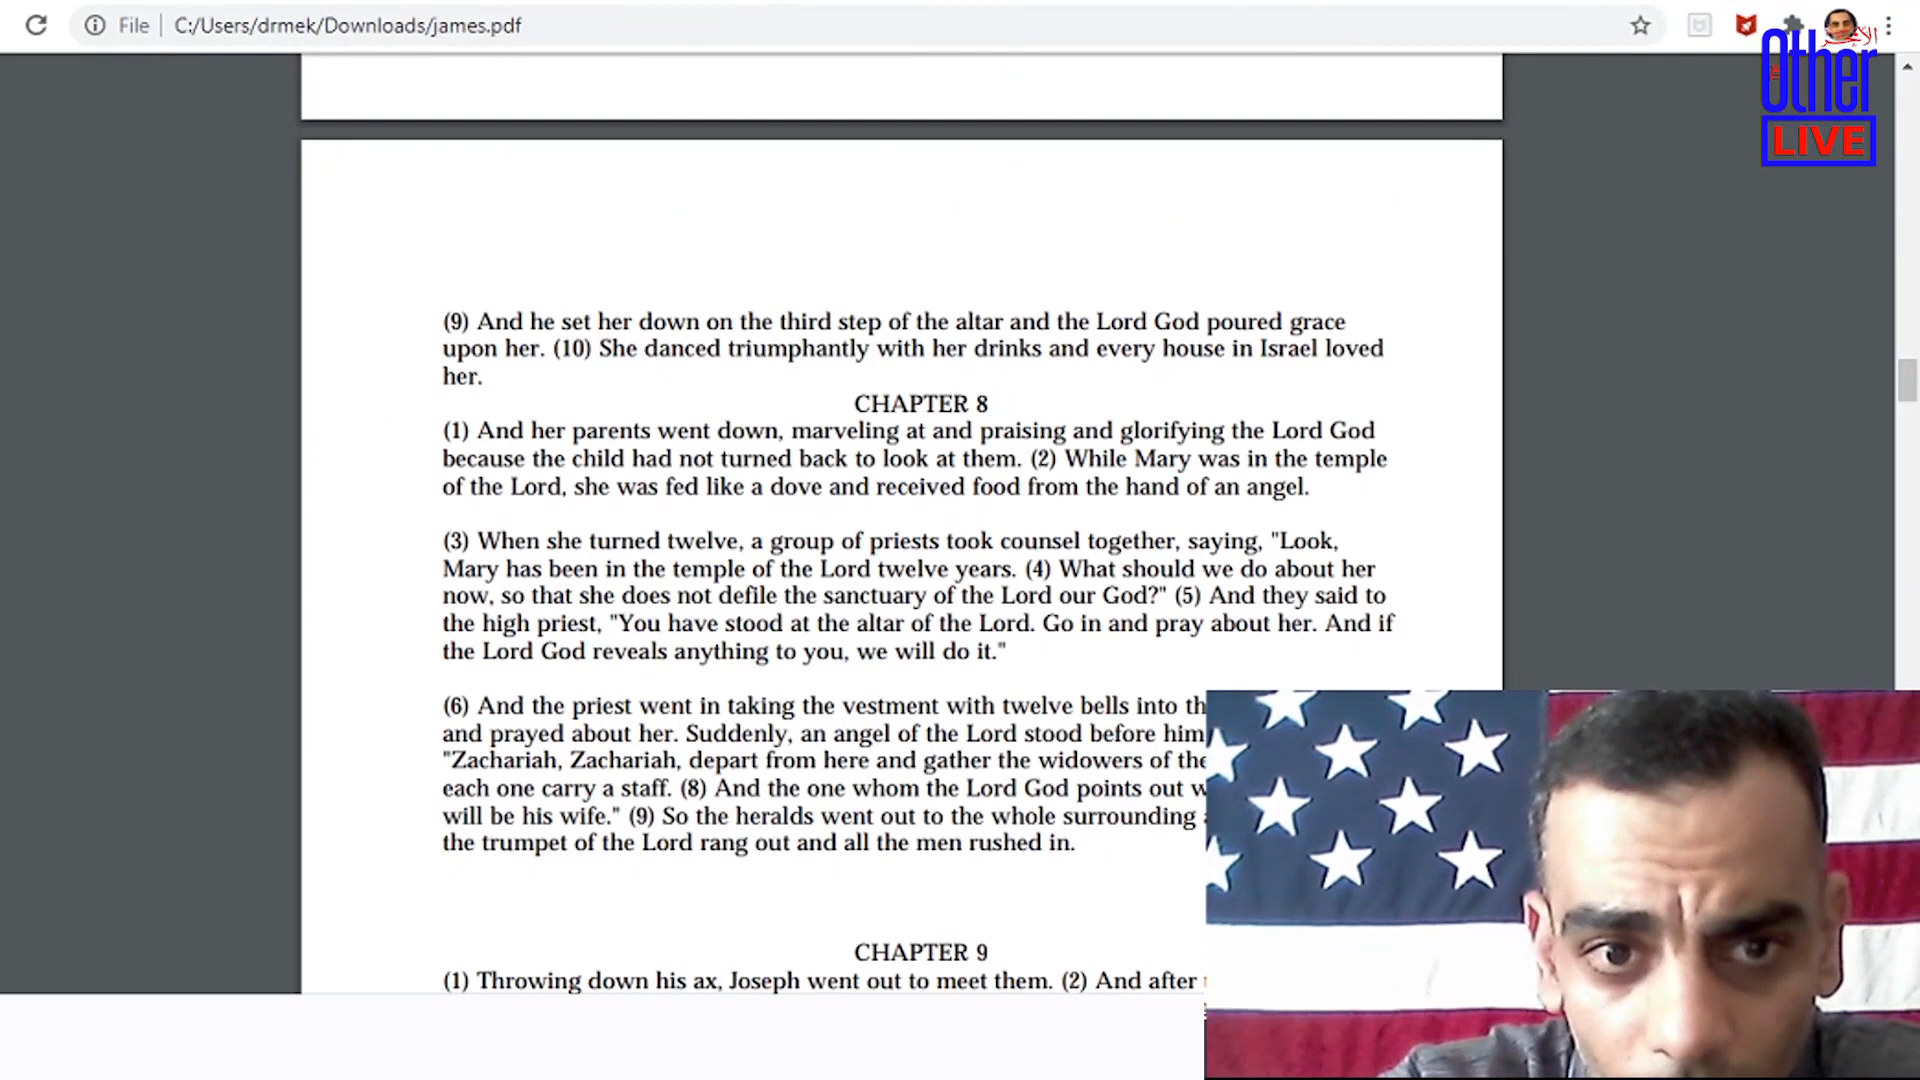 File
C:/Users/drmek/Downloads/james.pdf
الآخر
the
Other
LIVE
(9) And he set her down on the third step of the altar and the Lord God poured grace
upon her. (10) She danced triumphantly with her drinks and every house in Israel loved
her.
CHAPTER 8
(1) And her parents went down, marveling at and praising and glorifying the Lord God
because the child had not turned back to look at them. (2) While Mary was in the temple
of the Lord, she was fed like a dove and received food from the hand of an angel.
(3) When she turned twelve, a group of priests took counsel together, saying, "Look,
Mary has been in the temple of the Lord twelve years. (4) What should we do about her
now, so that she does not defile the sanctuary of the Lord our God?" (5) And they said to
the high priest, "You have stood at the altar of the Lord. Go in and pray about her. And if
the Lord God reveals anything to you, we will do it."
(6) And the priest went in taking the vestment with twelve bells into
and prayed about her. Suddenly, an angel of the Lord stood before him
"Zachariah, Zachariah, depart from here and gather the widowers of
each one carry a staff. (8) And the one whom the Lord God points out
will be his wife." (9) So the heralds went out to the whole surrounding
the trumpet of the Lord rang out and all the men rushed in.
CHAPTER 9
(1) Throwing down his ax, Joseph went out to meet them. (2) And after